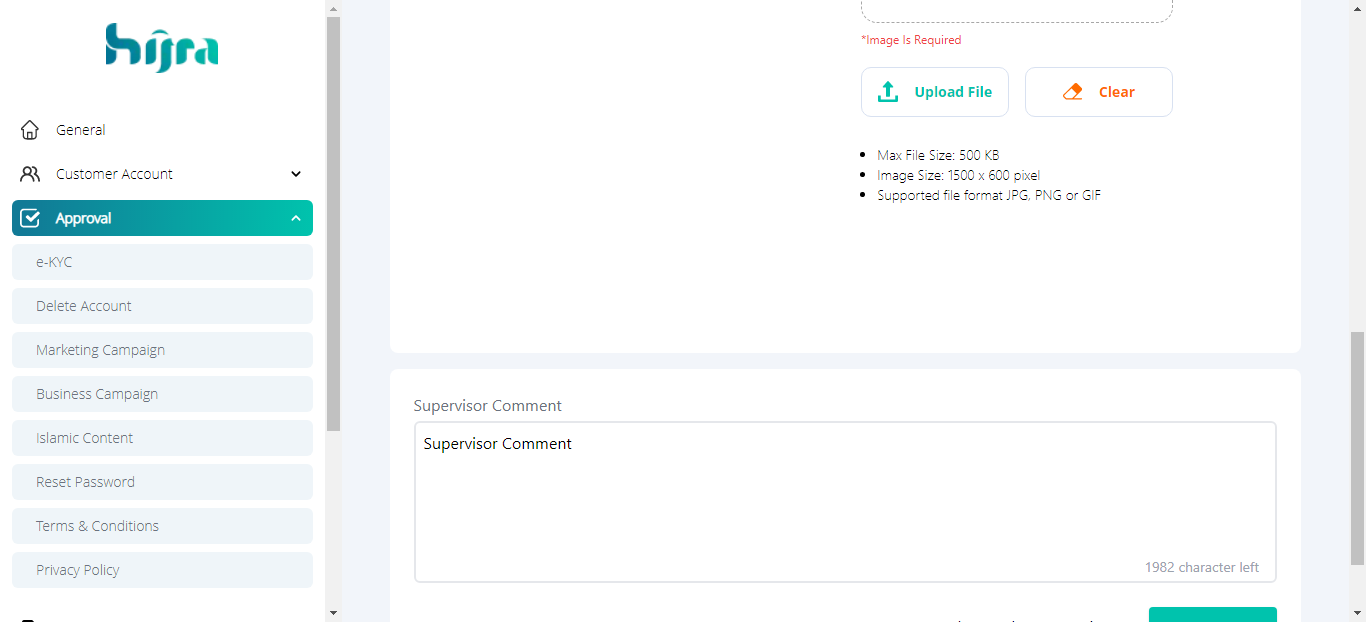 hijra
General
Customer Account
Approval
e-KYC
Delete Account
Marketing Campaign
Business Campaign
Islamic Content
Reset Password
Terms & Conditions
Privacy Policy
*Image Is Required
Upload File
Clear
Max File Size: 500 KB
Image Size: 1500 x 600 pixel
Supported file format JPG, PNG or GIF
Supervisor Comment
Supervisor Comment
1982 character left